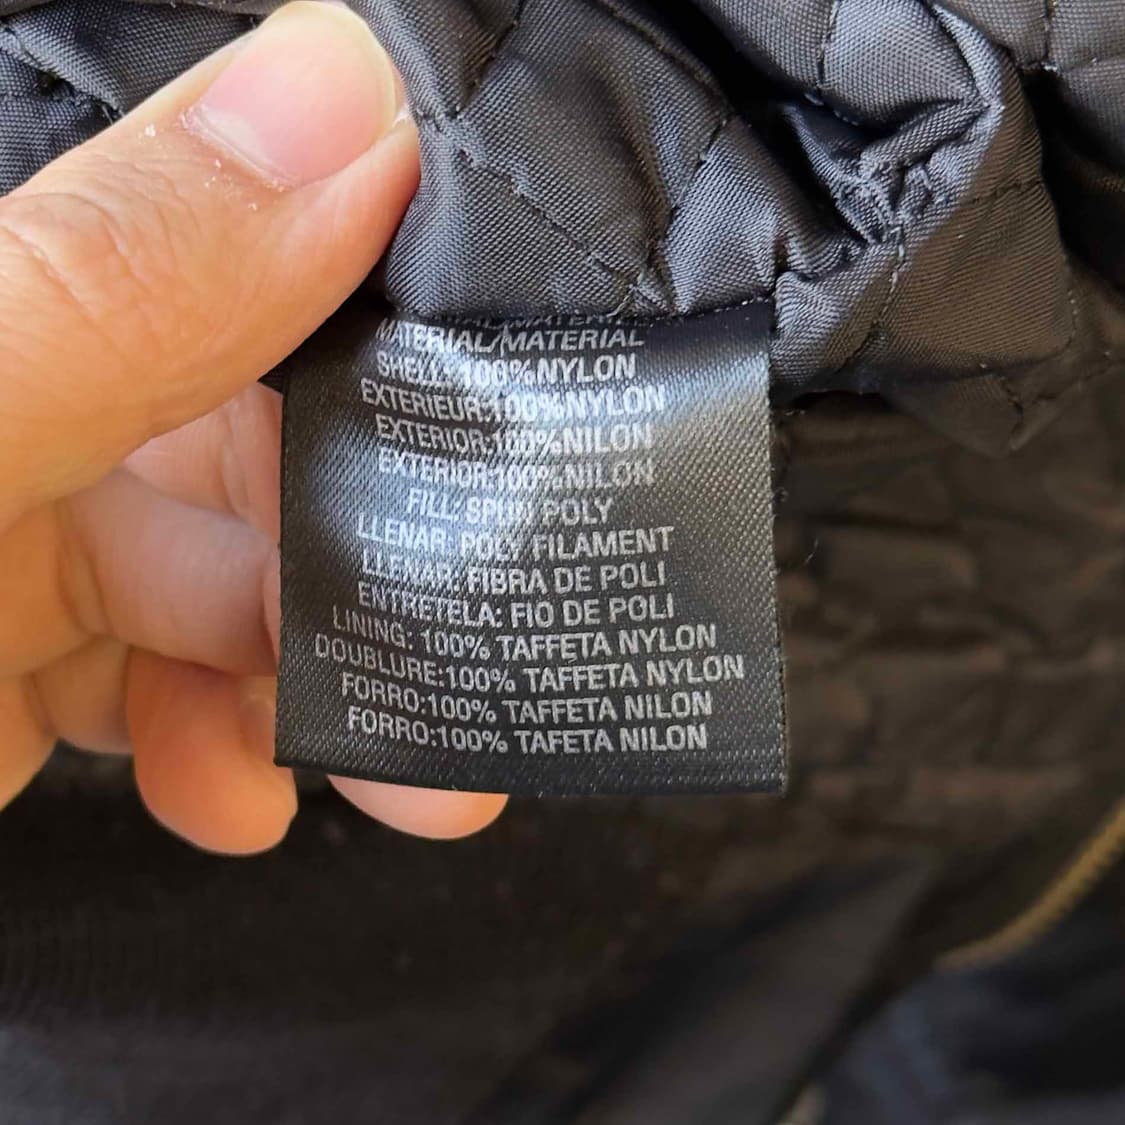 MATERIAL/MATERIAL
SHELL: 100%NYLON
EXTERIEUR:100%NYLON
EXTERIOR:100%NILON
EXTERIOR:100%NILON
FILL: SPUN POLY
LLENAR: POLY FILAMENT
LLENAR: FIBRA DE POLI
ENTRETELA: FIO DE POLI
LINING: 100% TAFFETA NYLON
DOUBLURE:100% TAFFETA NYLON
FORRO:100% TAFFETA NILON
FORRO:100% TAFETA NILON